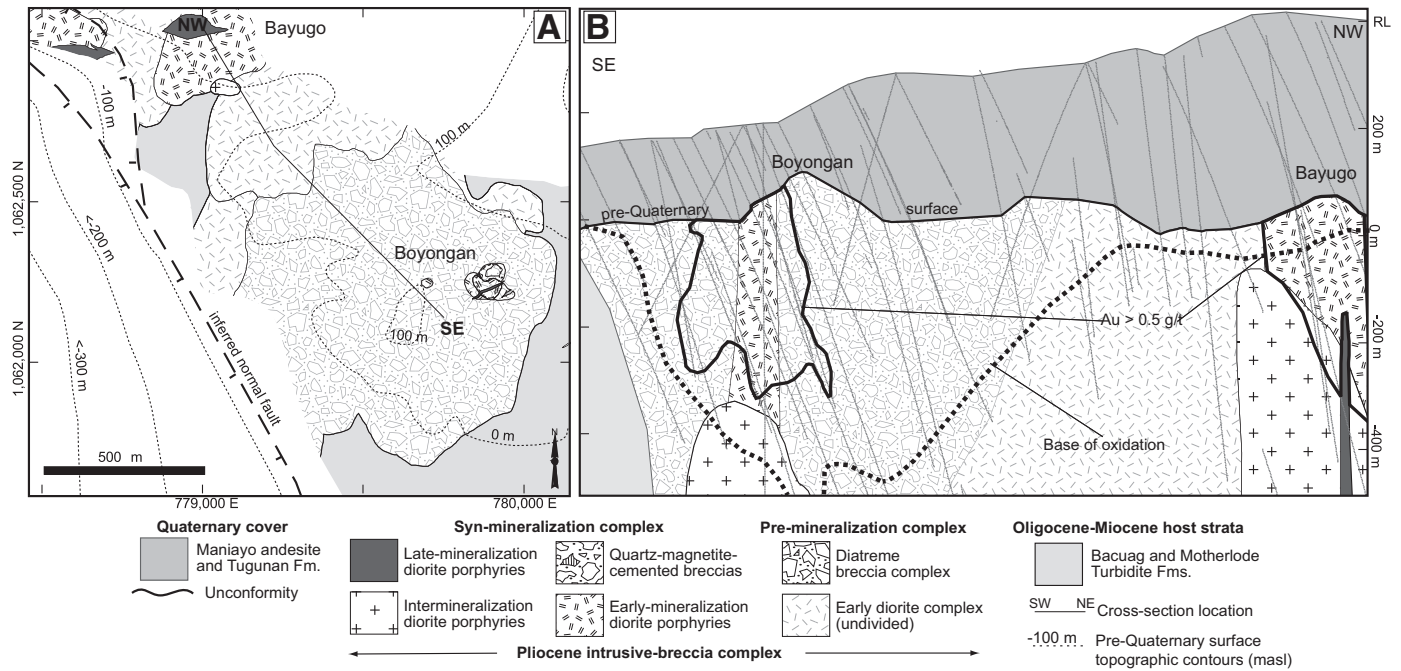 A
NW
Bayugo
-100 m
100 m
1,062,500 N
<-200 m
Boyongan
SE
100 m
inferred normal fault
1,062,000 N
<-300 m
0 m
N
500 m
779,000 E
780,000 E
B
RL
NW
SE
200 m
Boyongan
Bayugo
pre-Quaternary
surface
0 m
Au > 0.5 g/t
-200 m
Base of oxidation
-400 m
Quaternary cover
Maniayo andesite
and Tugunan Fm.
Unconformity
Syn-mineralization complex
Late-mineralization
diorite porphyries
Quartz-magnetite-
cemented breccias
Intermineralization
diorite porphyries
Early-mineralization
diorite porphyries
Pre-mineralization complex
Diatreme
breccia complex
Early diorite complex
(undivided)
Pliocene intrusive-breccia complex
Oligocene-Miocene host strata
Bacuag and Motherlode
Turbidite Fms.
SW NE
Cross-section location
-100 m
Pre-Quaternary surface
topographic contours (masl)